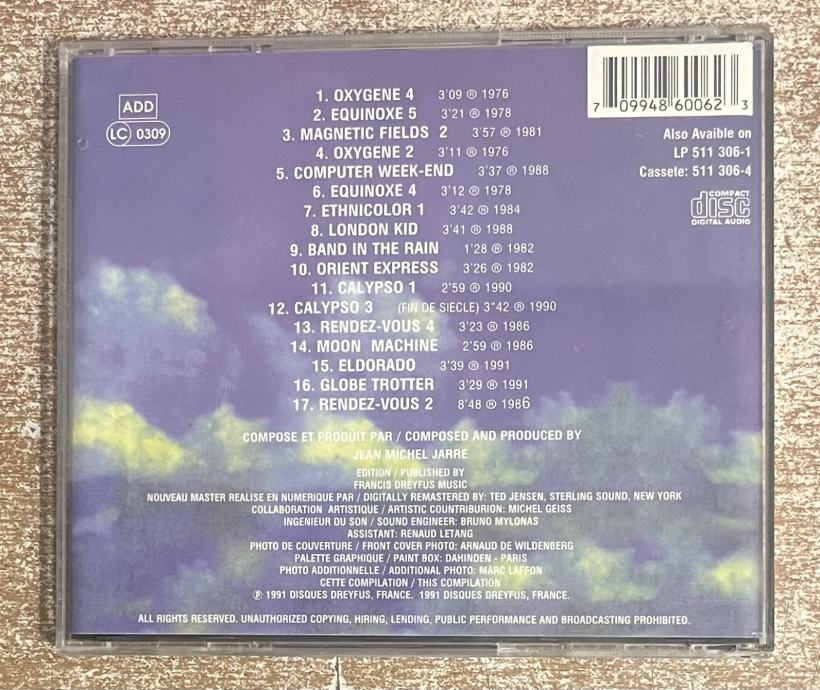 ADD
LC 0309
1. OXYGENE 4 3'09 ℗ 1976
2. EQUINOXE 5 3'21 ℗ 1978
3. MAGNETIC FIELDS 2 3'57 ℗ 1981
4. OXYGENE 2 3'11 ℗ 1976
5. COMPUTER WEEK-END 3'37 ℗ 1988
6. EQUINOXE 4 3'12 ℗ 1978
7. ETHNICOLOR 1 3'42 ℗ 1984
8. LONDON KID 3'41 ℗ 1988
9. BAND IN THE RAIN 1'28 ℗ 1982
10. ORIENT EXPRESS 3'26 ℗ 1982
11. CALYPSO 1 2'59 ℗ 1990
12. CALYPSO 3 (FIN DE SIECLE) 3"42 ℗ 1990
13. RENDEZ-VOUS 4 3'23 ℗ 1986
14. MOON MACHINE 2'59 ℗ 1986
15. ELDORADO 3'39 ℗ 1991
16. GLOBE TROTTER 3'29 ℗ 1991
17. RENDEZ-VOUS 2 8'48 ℗ 1986
7 09948 60062 3
Also Avaible on
LP 511 306-1
Cassete: 511 306-4
COMPACT
disc
DIGITAL AUDIO
COMPOSE ET PRODUIT PAR / COMPOSED AND PRODUCED BY
JEAN MICHEL JARRE
EDITION / PUBLISHED BY
FRANCIS DREYFUS MUSIC
NOUVEAU MASTER REALISE EN NUMERIQUE PAR / DIGITALLY REMASTERED BY: TED JENSEN, STERLING SOUND, NEW YORK
COLLABORATION ARTISTIQUE / ARTISTIC COUNTRIBURION: MICHEL GEISS
INGENIEUR DU SON / SOUND ENGINEER: BRUNO MYLONAS
ASSISTANT: RENAUD LETANG
PHOTO DE COUVERTURE / FRONT COVER PHOTO: ARNAUD DE WILDENBERG
PALETTE GRAPHIQUE / PAINT BOX: DAHINDEN - PARIS
PHOTO ADDITIONNELLE / ADDITIONAL PHOTO: MARC LAFFON
CETTE COMPILATION / THIS COMPILATION
℗ 1991 DISQUES DREYFUS, FRANCE. 1991 DISQUES DREYFUS, FRANCE.
ALL RIGHTS RESERVED. UNAUTHORIZED COPYING, HIRING, LENDING, PUBLIC PERFORMANCE AND BROADCASTING PROHIBITED.